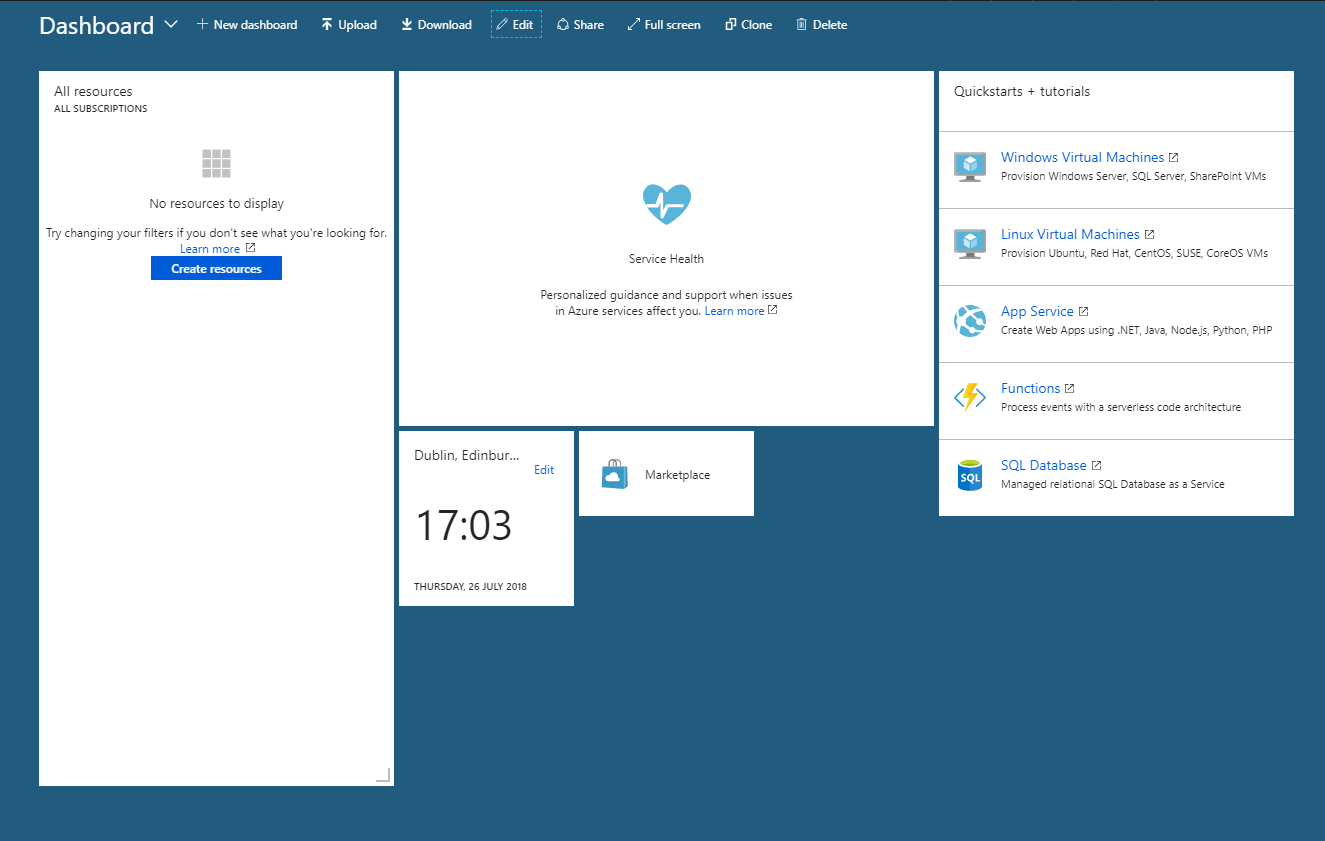 Dashboard
New dashboard
Upload
Download
Edit
Share
Full screen
Clone
Delete
All resources
ALL SUBSCRIPTIONS
No resources to display
Try changing your filters if you don't see what you're looking for.
Learn more
Create resources
Service Health
Personalized guidance and support when issues
in Azure services affect you. Learn more
Dublin, Edinbur...
Edit
17:03
THURSDAY, 26 JULY 2018
Marketplace
Quickstarts + tutorials
Windows Virtual Machines
Provision Windows Server, SQL Server, SharePoint VMs
Linux Virtual Machines
Provision Ubuntu, Red Hat, CentOS, SUSE, CoreOS VMs
App Service
Create Web Apps using .NET, Java, Node.js, Python, PHP
Functions
Process events with a serverless code architecture
SQL
SQL Database
Managed relational SQL Database as a Service